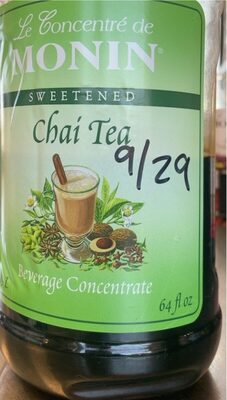 Le Concentré de
MONIN®
SWEETENED
Chai Tea
9/29
Beverage Concentrate
64 fl oz